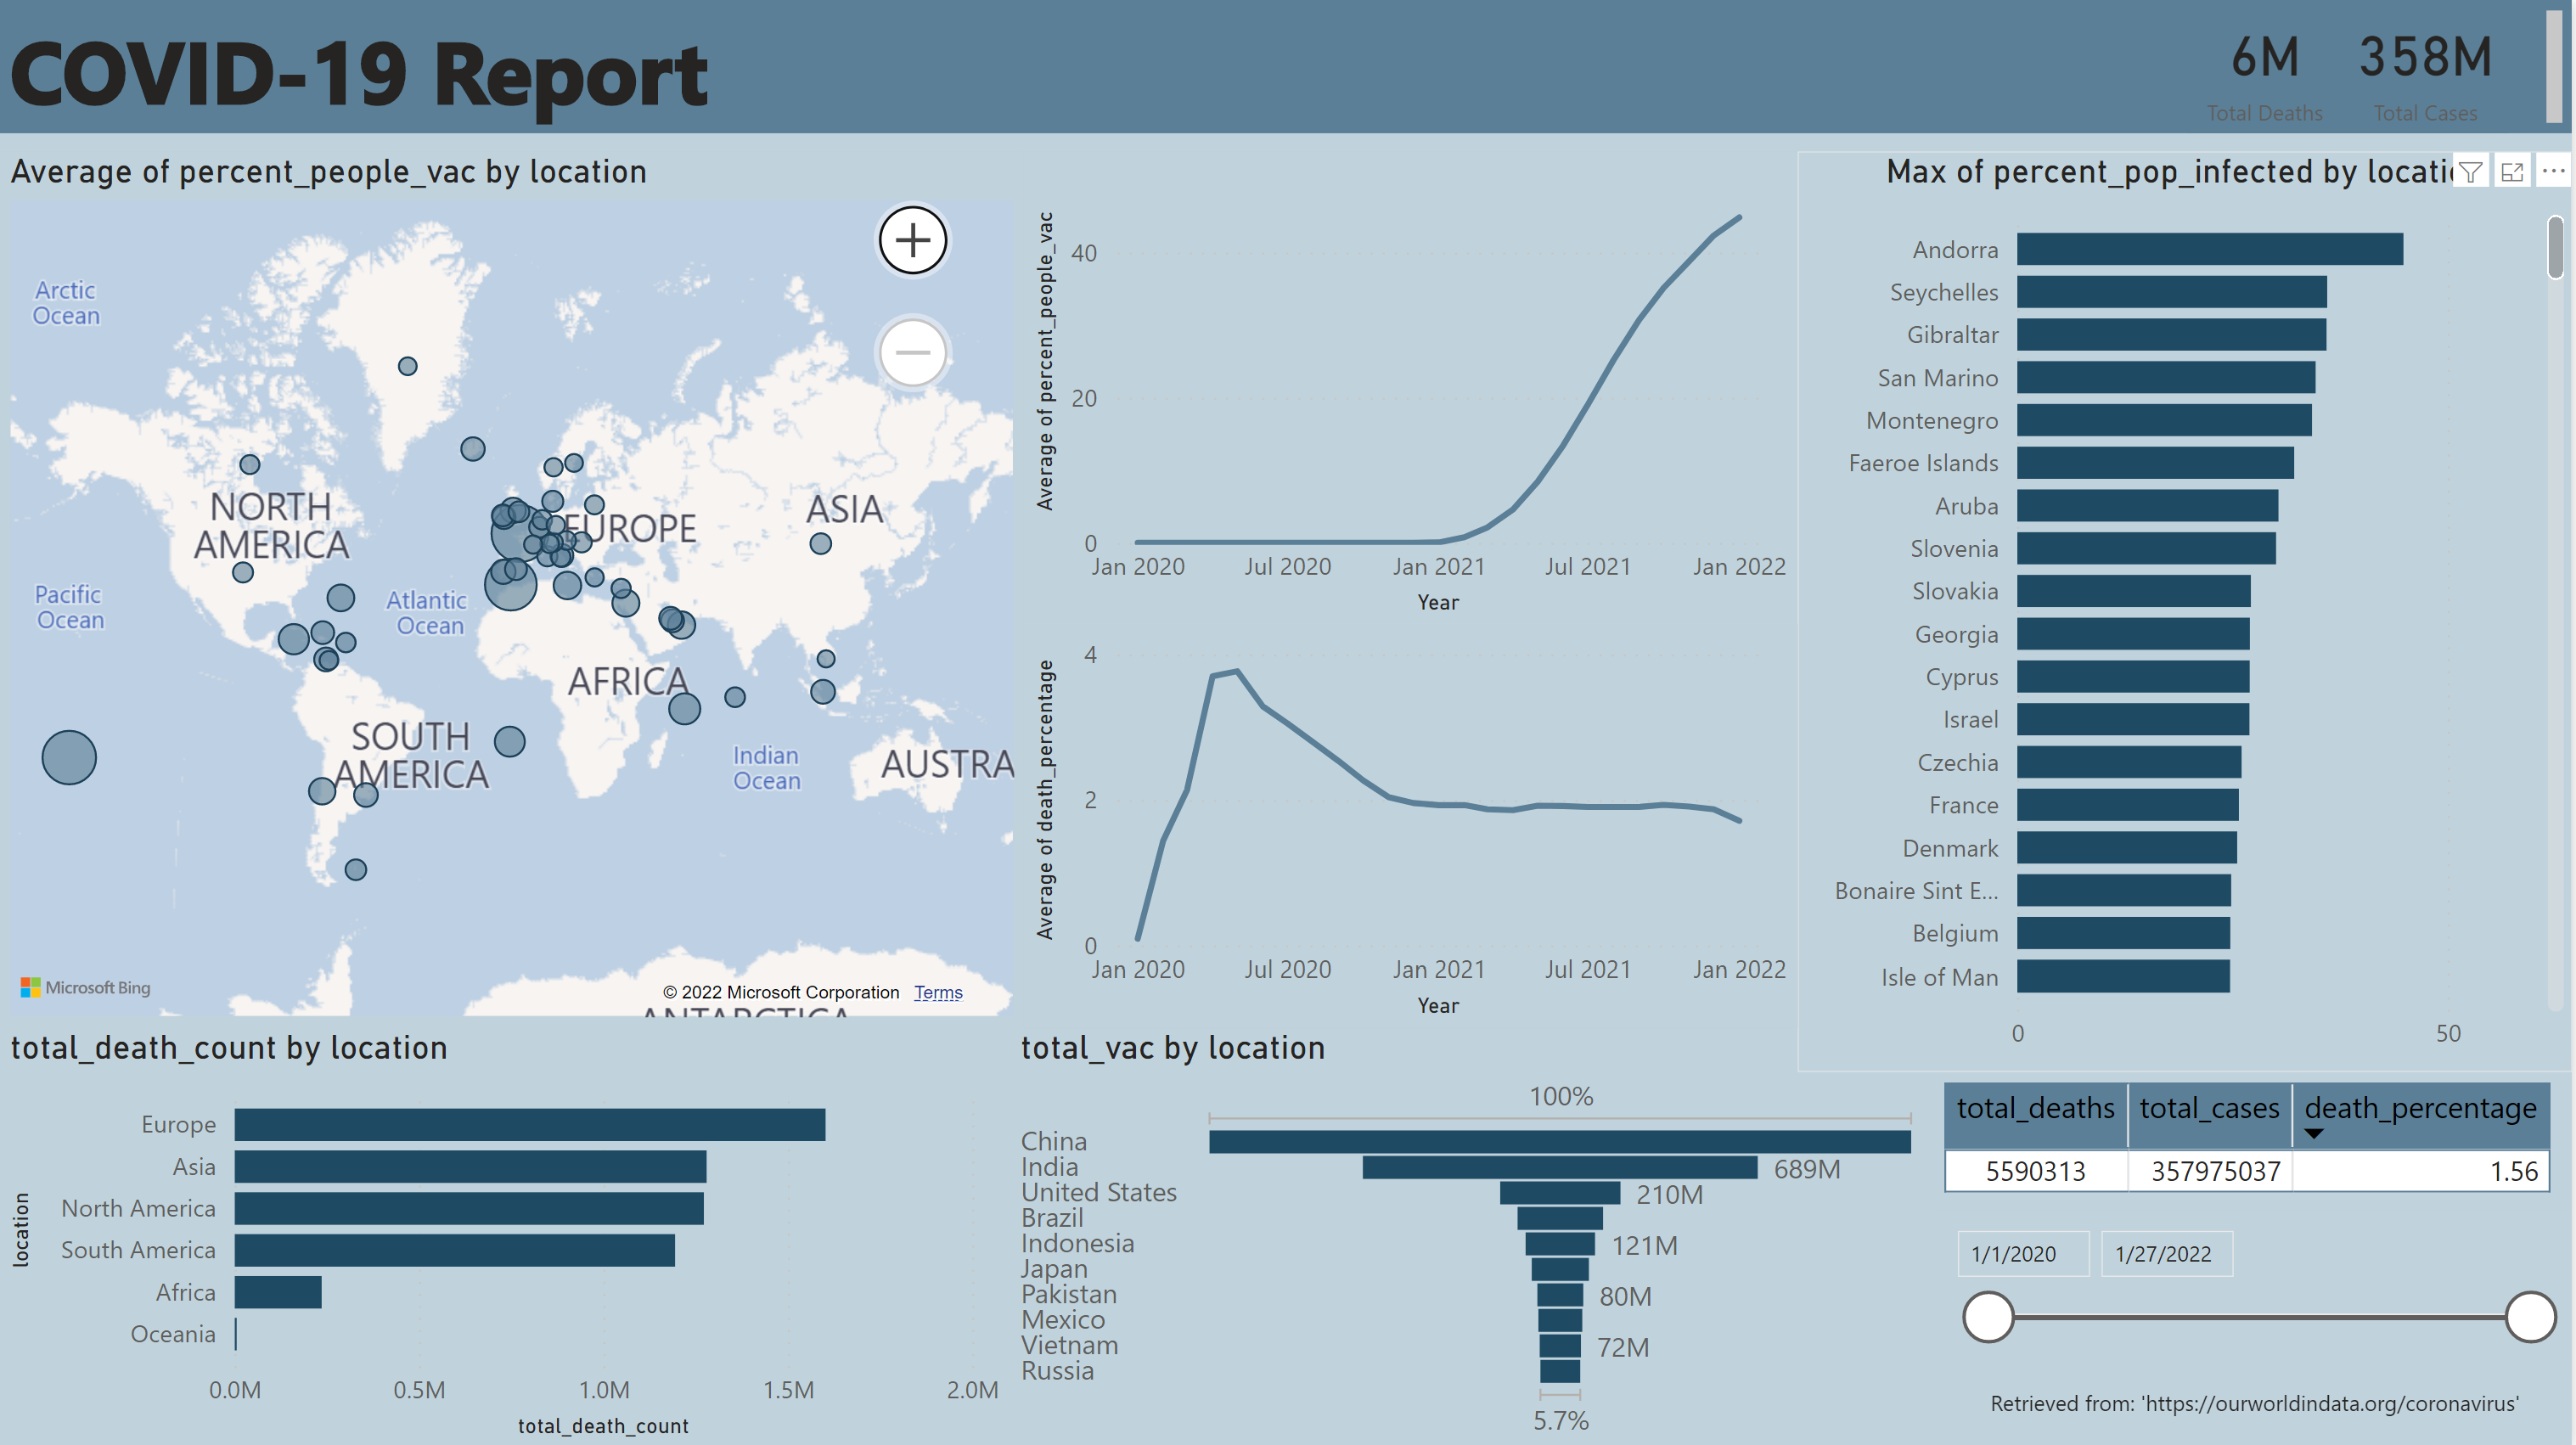 COVID-19 Report
6M
358M
Total Deaths
Total Cases
Average of percent_people_vac by location
Arctic
Ocean
NORTH
AMERICA
EUROPE
ASIA
Pacific
Ocean
Atlantic
Ocean
AFRICA
SOUTH
AMERICA
Indian
Ocean
AUSTRA
Microsoft Bing
© 2022 Microsoft Corporation Terms
ANTARCTICA
Average of percent_people_vac
40
20
0
Jan 2020 Jul 2020 Jan 2021 Jul 2021 Jan 2022
Year
Average of death_percentage
4
2
0
Jan 2020 Jul 2020 Jan 2021 Jul 2021 Jan 2022
Year
Max of percent_pop_infected by locati
Andorra
Seychelles
Gibraltar
San Marino
Montenegro
Faeroe Islands
Aruba
Slovenia
Slovakia
Georgia
Cyprus
Israel
Czechia
France
Denmark
Bonaire Sint E...
Belgium
Isle of Man
0 50
total_death_count by location
location
Europe
Asia
North America
South America
Africa
Oceania
0.0M 0.5M 1.0M 1.5M 2.0M
total_death_count
total_vac by location
100%
China
India 689M
United States 210M
Brazil
Indonesia 121M
Japan
Pakistan 80M
Mexico
Vietnam 72M
Russia
5.7%
total_deaths total_cases death_percentage
5590313 357975037 1.56
1/1/2020 1/27/2022
Retrieved from: 'https://ourworldindata.org/coronavirus'